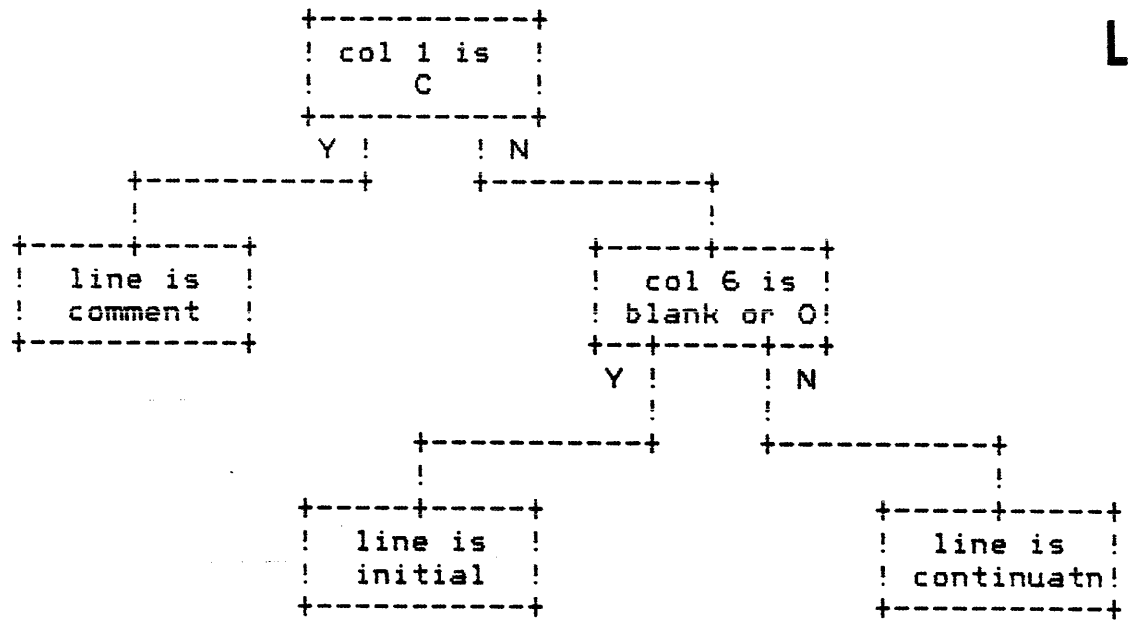 L
col 1 is
C
Y N
line is
comment
col 6 is
blank or 0
Y N
line is
initial
line is
continuatn